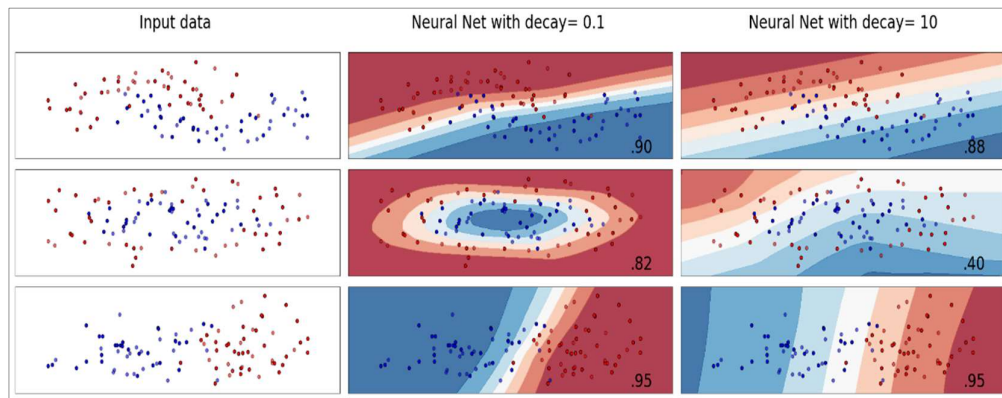 Input data
Neural Net with decay= 0.1
Neural Net with decay= 10
.90
.88
.82
.40
.95
.95